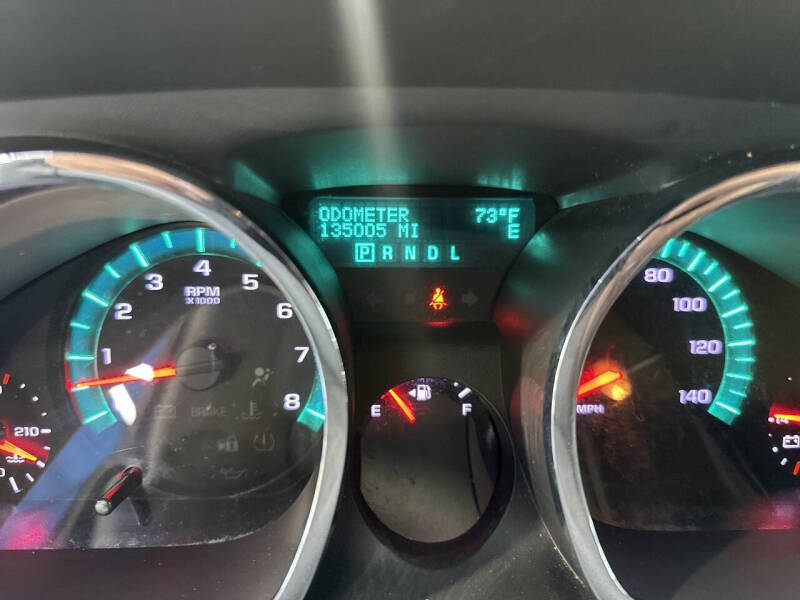 ODOMETER 73°F
135005 MI E
P R N D L
1 2 3 4 5 6 7 8
RPM
X1000
BRAKE
210
E F
80
100
120
140
MPH
14